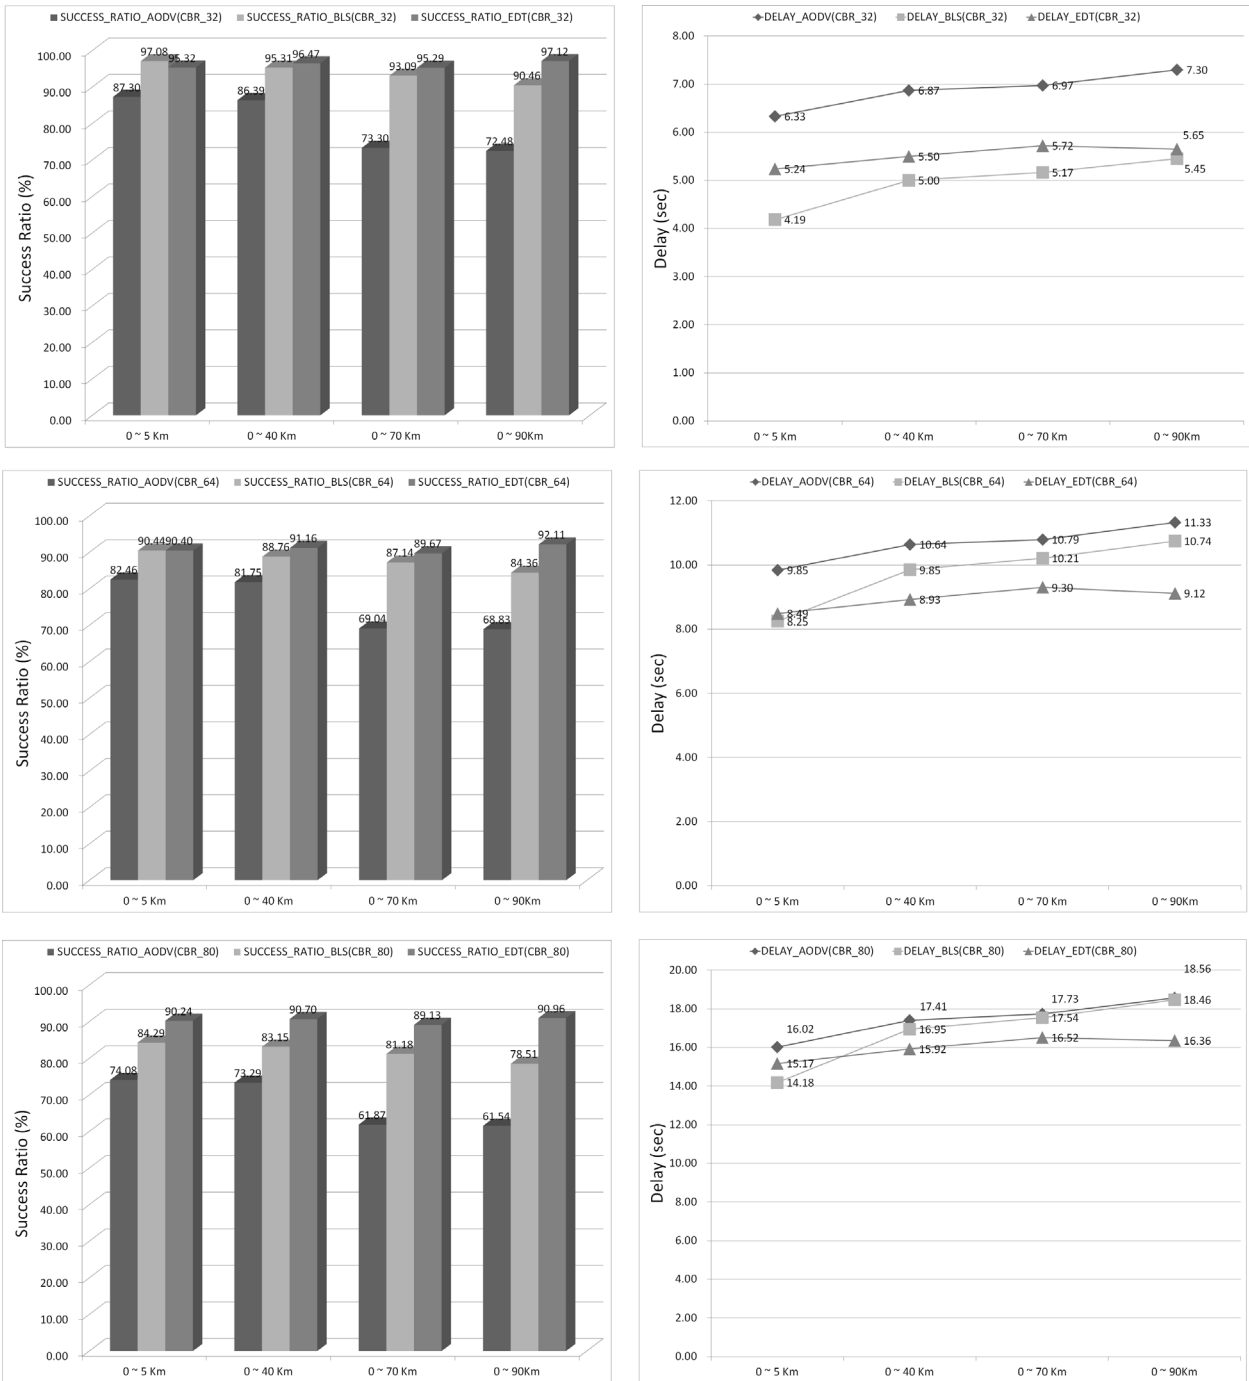 SUCCESS_RATIO_AODV(CBR_32) SUCCESS_RATIO_BLS(CBR_32) SUCCESS_RATIO_EDT(CBR_32)
100.00
90.00
80.00
70.00
60.00
50.00
40.00
30.00
20.00
10.00
0.00
Success Ratio (%)
87.30 97.08 95.32
86.39 95.31 96.47
73.30 93.09 95.29
72.48 90.46 97.12
0 ~ 5 Km 0 ~ 40 Km 0 ~ 70 Km 0 ~ 90Km
DELAY_AODV(CBR_32) DELAY_BLS(CBR_32) DELAY_EDT(CBR_32)
8.00
7.00
6.00
5.00
4.00
3.00
2.00
1.00
0.00
Delay (sec)
6.33 6.87 6.97 7.30
5.24 5.50 5.72 5.65
4.19 5.00 5.17 5.45
0 ~ 5 Km 0 ~ 40 Km 0 ~ 70 Km 0 ~ 90Km
SUCCESS_RATIO_AODV(CBR_64) SUCCESS_RATIO_BLS(CBR_64) SUCCESS_RATIO_EDT(CBR_64)
100.00
90.00
80.00
70.00
60.00
50.00
40.00
30.00
20.00
10.00
0.00
Success Ratio (%)
82.46 90.44 90.40
81.75 88.76 91.16
69.04 87.14 89.67
68.83 84.36 92.11
0 ~ 5 Km 0 ~ 40 Km 0 ~ 70 Km 0 ~ 90Km
DELAY_AODV(CBR_64) DELAY_BLS(CBR_64) DELAY_EDT(CBR_64)
12.00
10.00
8.00
6.00
4.00
2.00
0.00
Delay (sec)
9.85 10.64 10.79 11.33
9.85 10.21 10.74
8.49 8.93 9.30 9.12
8.25
0 ~ 5 Km 0 ~ 40 Km 0 ~ 70 Km 0 ~ 90Km
SUCCESS_RATIO_AODV(CBR_80) SUCCESS_RATIO_BLS(CBR_80) SUCCESS_RATIO_EDT(CBR_80)
100.00
90.00
80.00
70.00
60.00
50.00
40.00
30.00
20.00
10.00
0.00
Success Ratio (%)
74.08 84.29 90.24
73.29 83.15 90.70
61.87 81.18 89.13
61.54 78.51 90.96
0 ~ 5 Km 0 ~ 40 Km 0 ~ 70 Km 0 ~ 90Km
DELAY_AODV(CBR_80) DELAY_BLS(CBR_80) DELAY_EDT(CBR_80)
20.00
18.00
16.00
14.00
12.00
10.00
8.00
6.00
4.00
2.00
0.00
Delay (sec)
16.02 17.41 17.73 18.56
16.95 17.54 18.46
15.17 15.92 16.52 16.36
14.18
0 ~ 5 Km 0 ~ 40 Km 0 ~ 70 Km 0 ~ 90Km